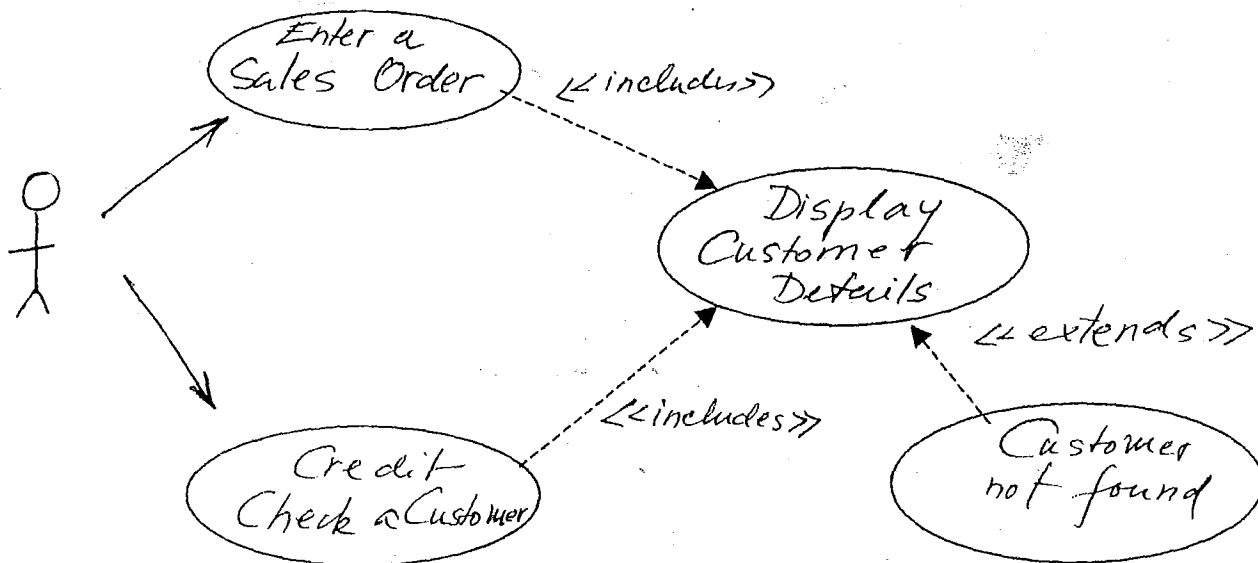 Enter a
Sales Order
<<includes>>
Display
Customer
Details
<<extends>>
<<includes>>
Credit
Check a Customer
Customer
not found